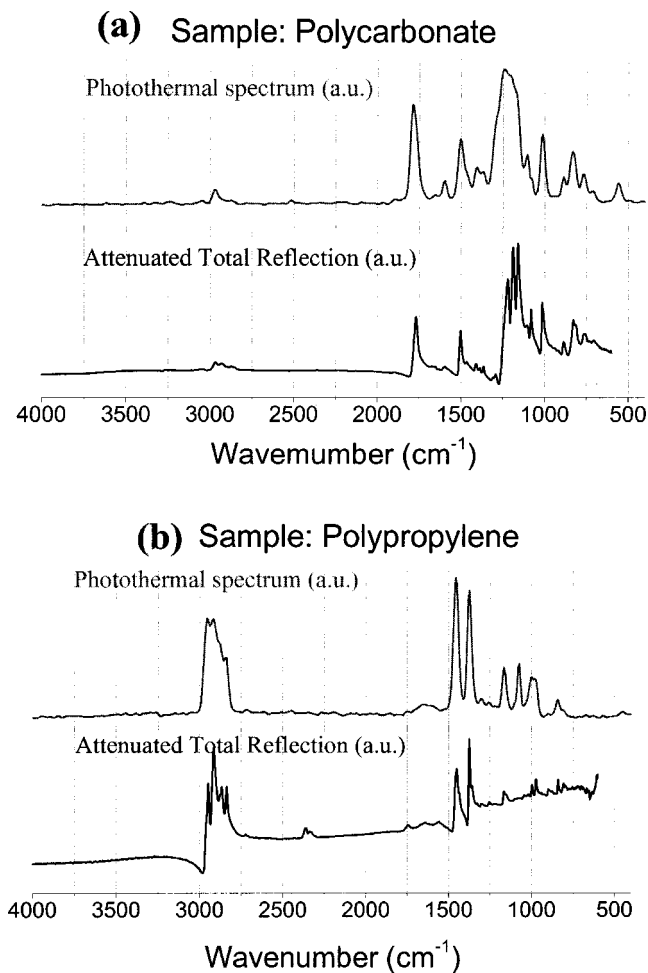 (a) Sample: Polycarbonate
Photothermal spectrum (a.u.)
Attenuated Total Reflection (a.u.)
4000 3500 3000 2500 2000 1500 1000 500
Wavemumber (cm⁻¹)
(b) Sample: Polypropylene
Photothermal spectrum (a.u.)
Attenuated Total Reflection (a.u.)
4000 3500 3000 2500 2000 1500 1000 500
Wavenumber (cm⁻¹)